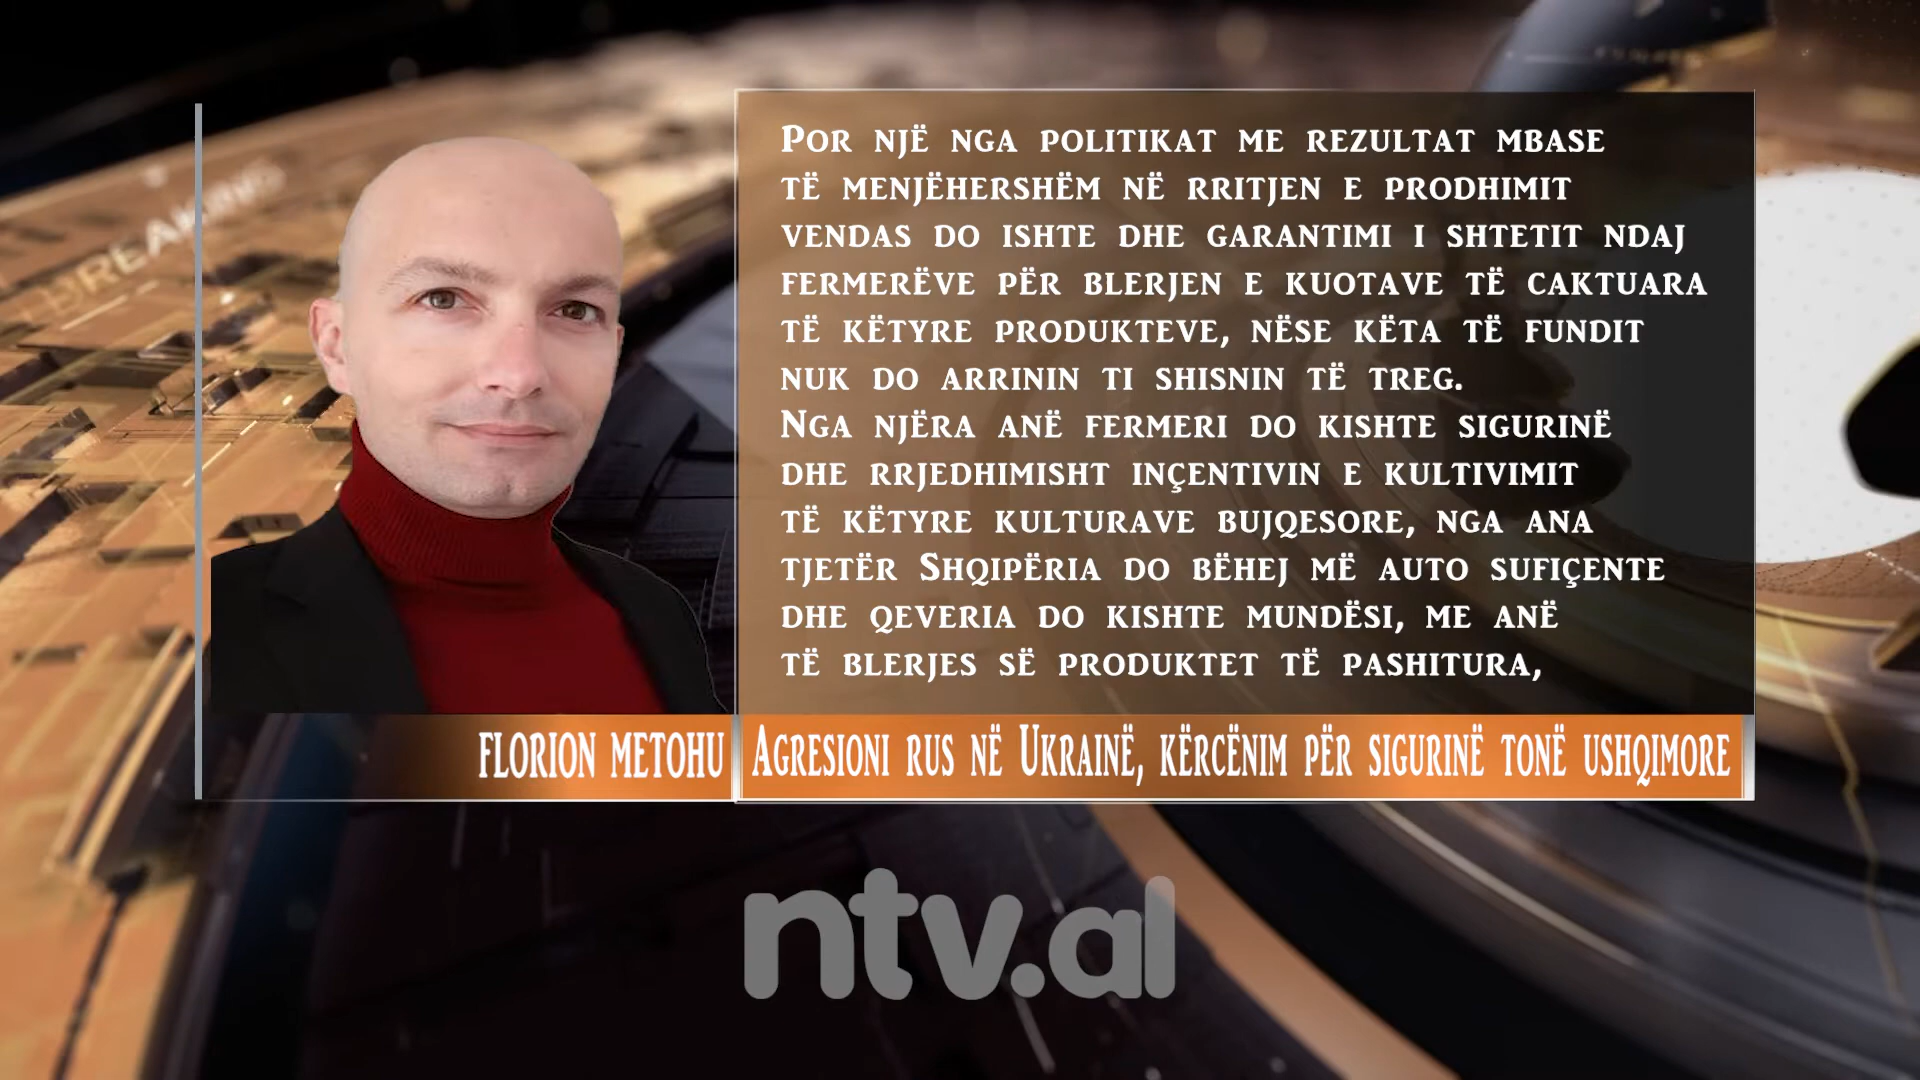 BREAKING
Por një nga politikat me rezultat mbase
të menjëhershëm në rritjen e prodhimit
vendas do ishte dhe garantimi i shtetit ndaj
fermerëve për blerjen e kuotave të caktuara
të këtyre produkteve, nëse këta të fundit
nuk do arrinin ti shisnin të treg.
Nga njëra anë fermeri do kishte sigurinë
dhe rrjedhimisht inçentivin e kultivimit
të këtyre kulturave bujqesore, nga ana
tjetër Shqipëria do bëhej më auto sufiçente
dhe qeveria do kishte mundësi, me anë
të blerjes së produktet të pashitura,
FLORION METOHU
Agresioni rus në Ukrainë, kërcënim për sigurinë tonë ushqimore
ntv.al